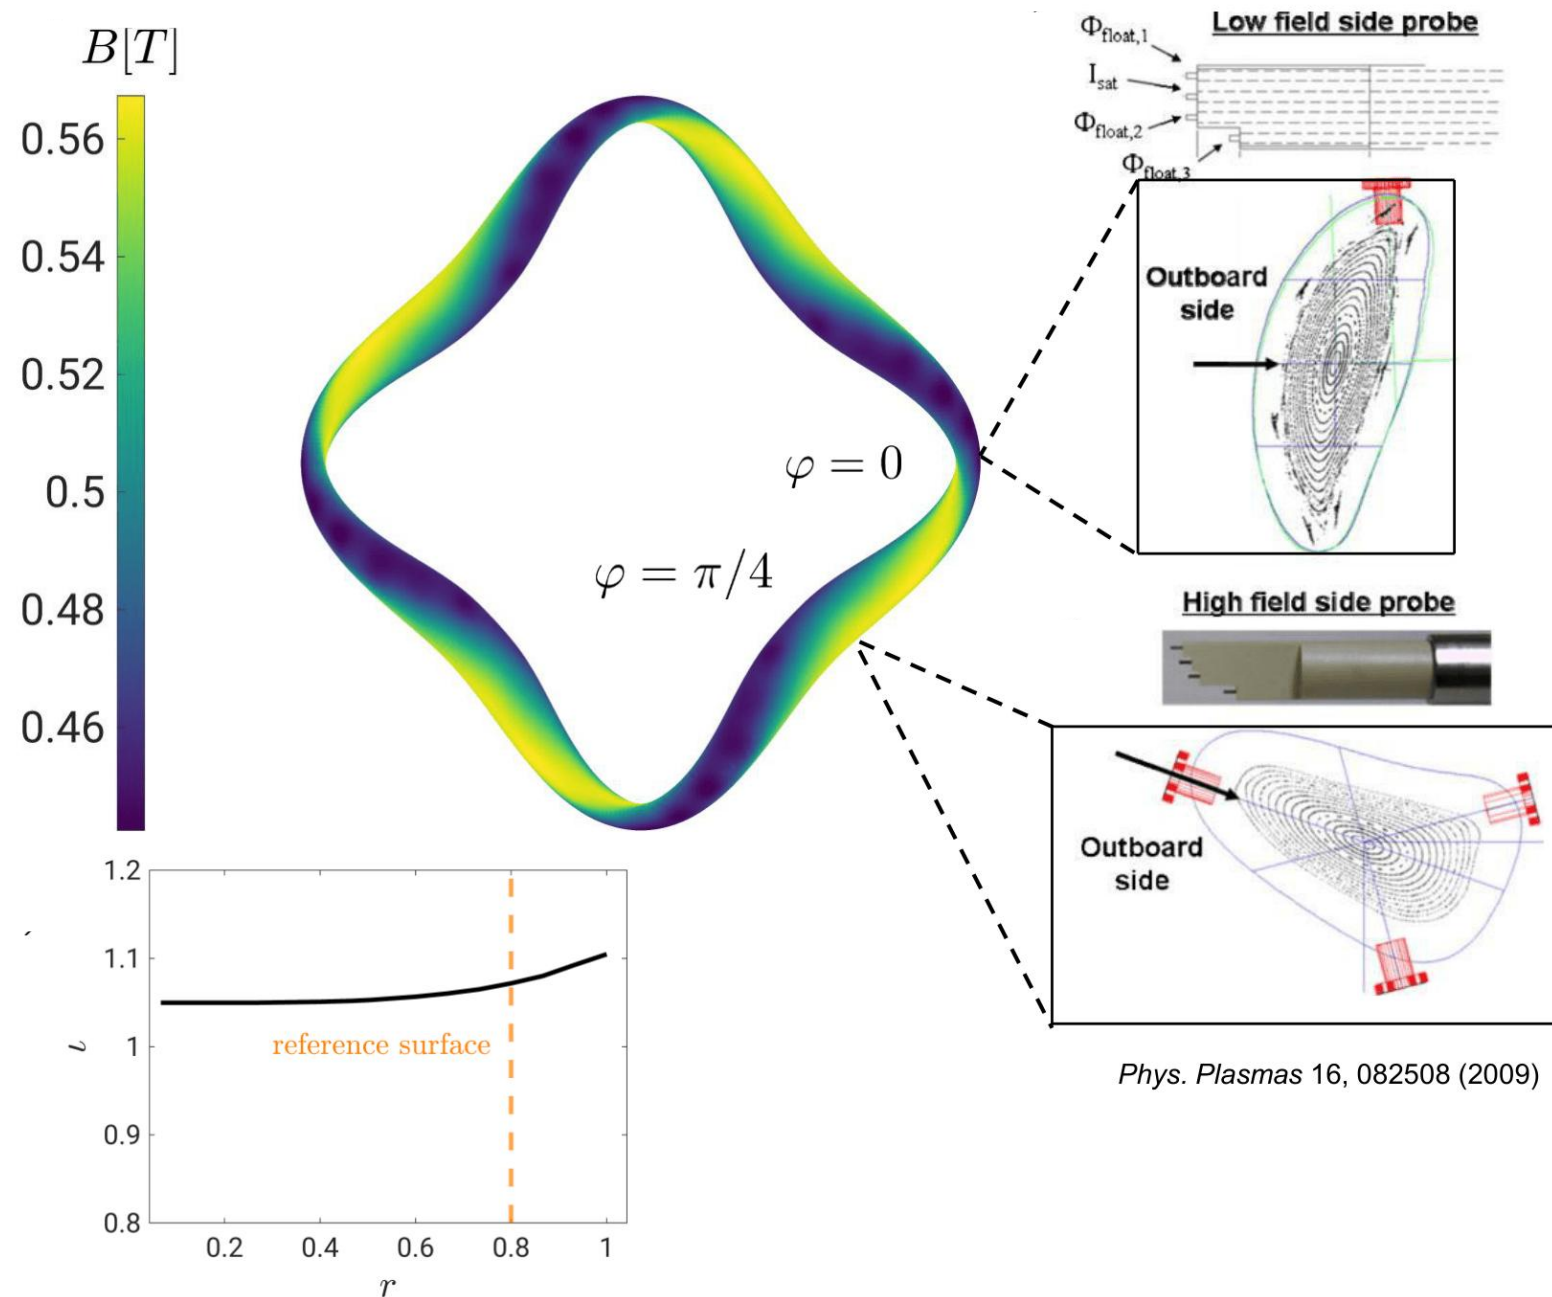 B[T]
0.56
0.54
0.52
0.5
0.48
0.46
φ = 0
φ = π/4
Low field side probe
Φfloat,1
Isat
Φfloat,2
Φfloat,3
Outboard
side
High field side probe
Outboard
side
Phys. Plasmas 16, 082508 (2009)
1.2
1.1
1
0.9
0.8
ι
reference surface
0.2 0.4 0.6 0.8 1
r